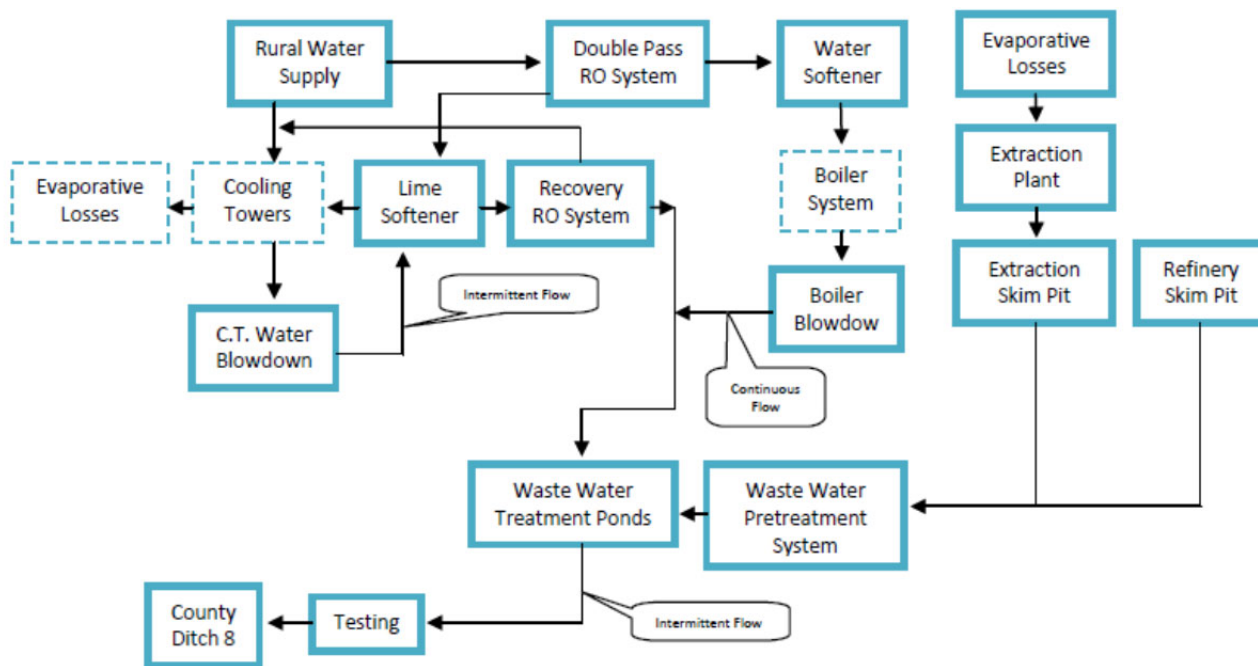 Rural Water
Supply
Double Pass
RO System
Water
Softener
Evaporative
Losses
Evaporative
Losses
Cooling
Towers
Lime
Softener
Recovery
RO System
Boiler
System
Extraction
Plant
C.T. Water
Blowdown
Intermittent Flow
Boiler
Blowdow
Extraction
Skim Pit
Refinery
Skim Pit
Continuous
Flow
Waste Water
Treatment Ponds
Waste Water
Pretreatment
System
County
Ditch 8
Testing
Intermittent Flow